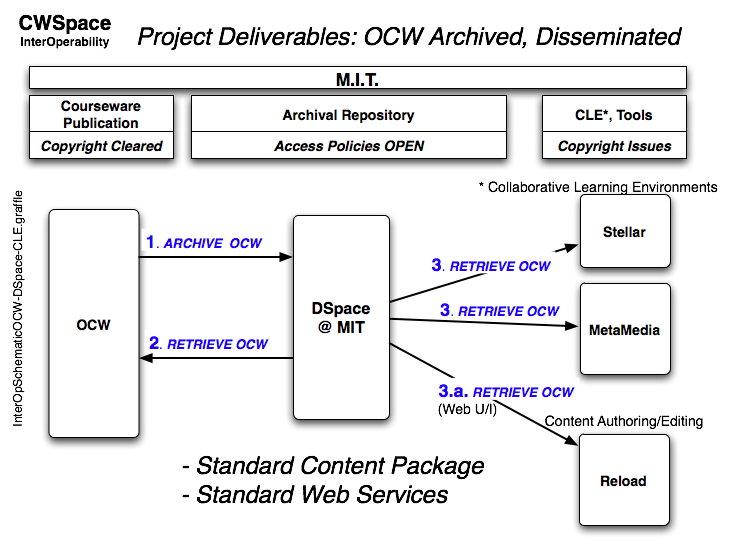 CWSpace
InterOperability
Project Deliverables: OCW Archived, Disseminated
M.I.T.
Courseware
Publication
Copyright Cleared
Archival Repository
Access Policies OPEN
CLE*, Tools
Copyright Issues
* Collaborative Learning Environments
InterOpSchematicOCW-DSpace-CLE.graffle
OCW
1. ARCHIVE OCW
2. RETRIEVE OCW
DSpace
@ MIT
3. RETRIEVE OCW
Stellar
3. RETRIEVE OCW
MetaMedia
3.a. RETRIEVE OCW
(Web U/I)
Content Authoring/Editing
Reload
- Standard Content Package
- Standard Web Services